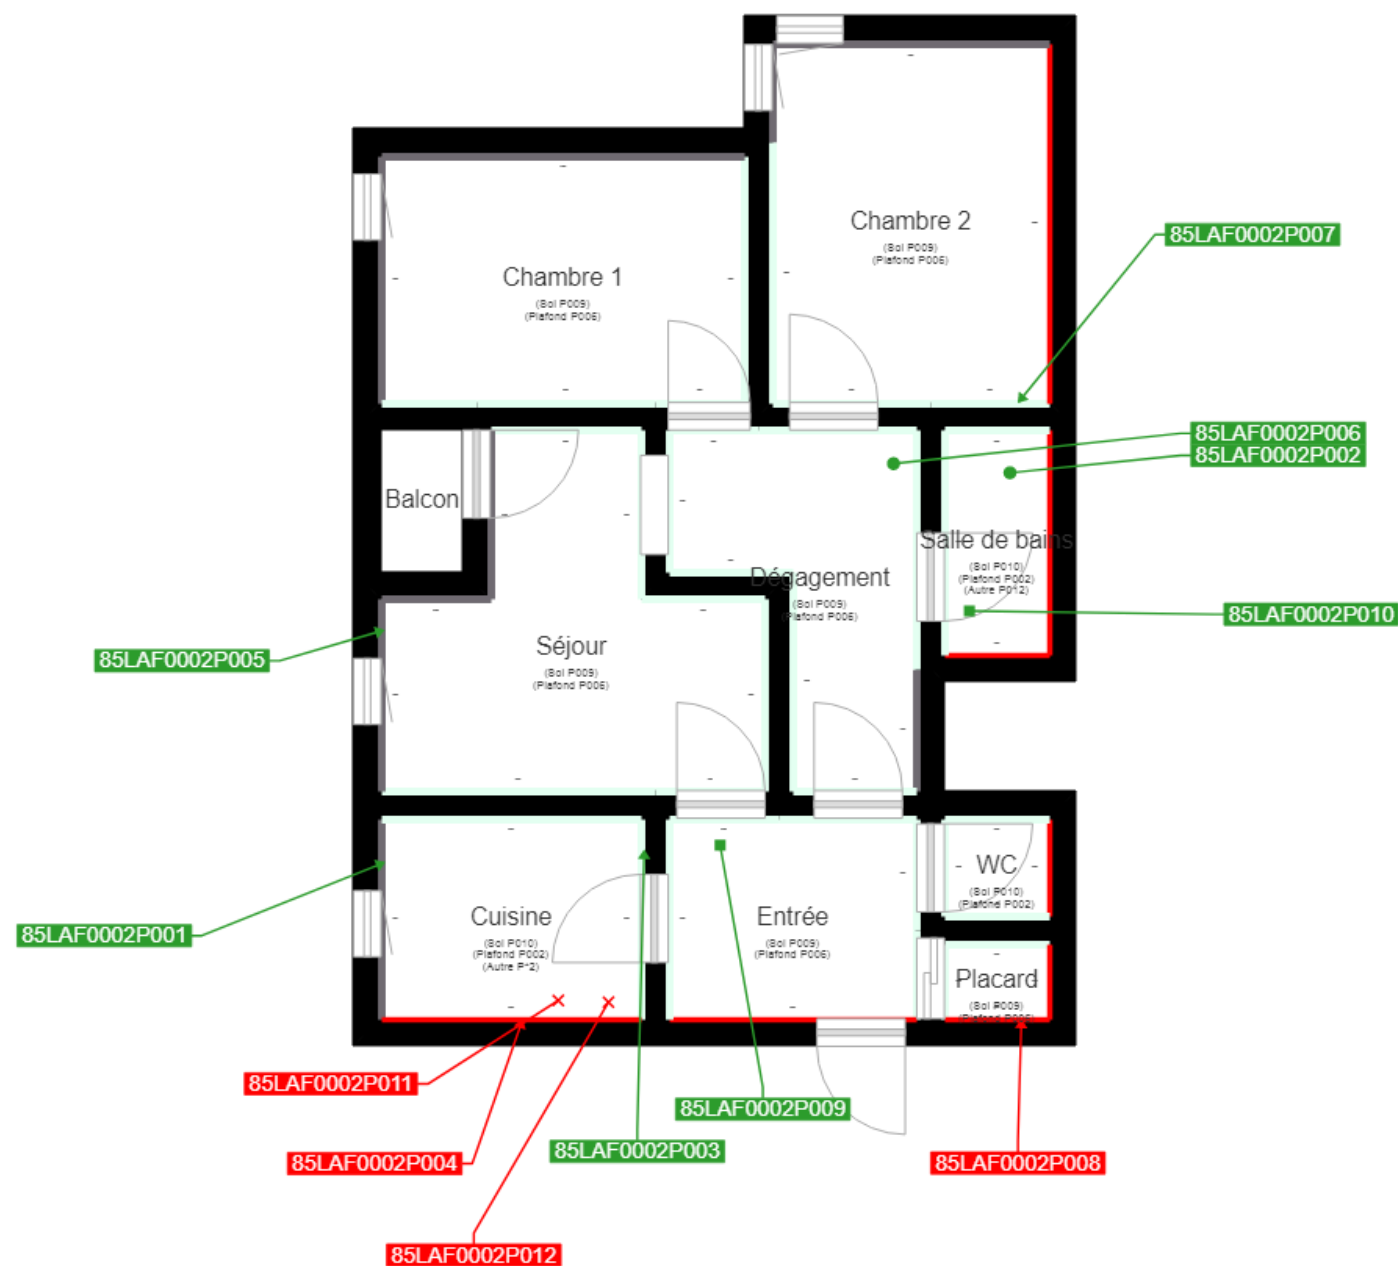 Chambre 2
(Sol P009)
(Plafond P006)
85LAF0002P007
Chambre 1
(Sol P009)
(Plafond P006)
85LAF0002P006
85LAF0002P002
Balcon
Salle de bains
(Sol P010)
(Plafond P002)
(Autre P012)
Dégagement
(Sol P009)
(Plafond P006)
85LAF0002P010
Séjour
(Sol P009)
(Plafond P006)
85LAF0002P005
WC
(Sol P010)
(Plafond P002)
Cuisine
(Sol P010)
(Plafond P002)
(Autre P*2)
Entrée
(Sol P009)
(Plafond P006)
85LAF0002P001
Placard
(Sol P009)
85LAF0002P011
85LAF0002P009
85LAF0002P003
85LAF0002P004
85LAF0002P008
85LAF0002P012